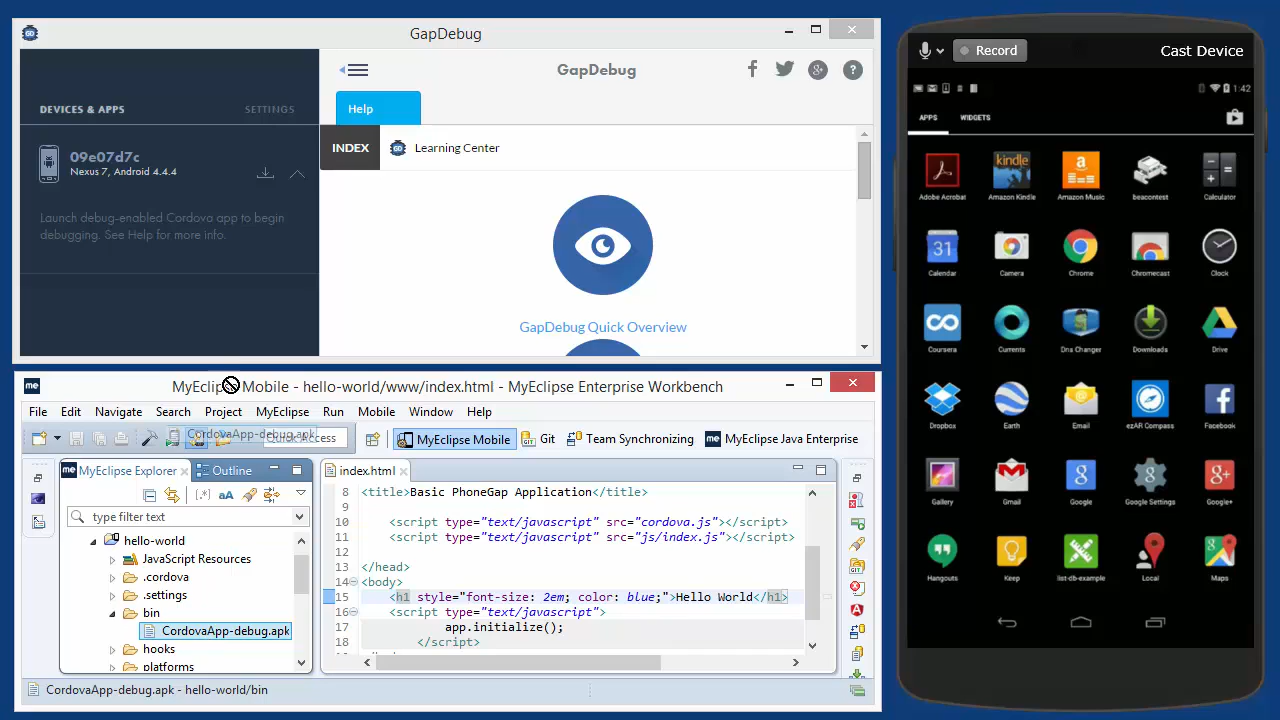 GapDebug
DEVICES & APPS
SETTINGS
09e07d7c
Nexus 7, Android 4.4.4
Launch debug-enabled Cordova app to begin
debugging. See Help for more info.
GapDebug
Help
INDEX
Learning Center
GapDebug Quick Overview
MyEclipse Mobile - hello-world/www/index.html - MyEclipse Enterprise Workbench
File Edit Navigate Search Project MyEclipse Run Mobile Window Help
CordovaApp-debug.apk
Quick Access
MyEclipse Mobile
Git
Team Synchronizing
MyEclipse Java Enterprise
MyEclipse Explorer
Outline
type filter text
hello-world
JavaScript Resources
.cordova
.settings
bin
CordovaApp-debug.apk
hooks
platforms
index.html
8 <title>Basic PhoneGap Application</title>
9
10 <script type="text/javascript" src="cordova.js"></script>
11 <script type="text/javascript" src="js/index.js"></script>
12
13 </head>
14 <body>
15 <h1 style="font-size: 2em; color: blue;">Hello World</h1>
16 <script type="text/javascript">
17 app.initialize();
18 </script>
CordovaApp-debug.apk - hello-world/bin
Record
Cast Device
1:42
APPS WIDGETS
Adobe Acrobat Amazon Kindle Amazon Music beacontest Calculator
Calendar Camera Chrome Chromecast Clock
Coursera Currents Dns Changer Downloads Drive
Dropbox Earth Email ezAR Compass Facebook
Gallery Gmail Google Google Settings Google+
Hangouts Keep list-db-example Local Maps